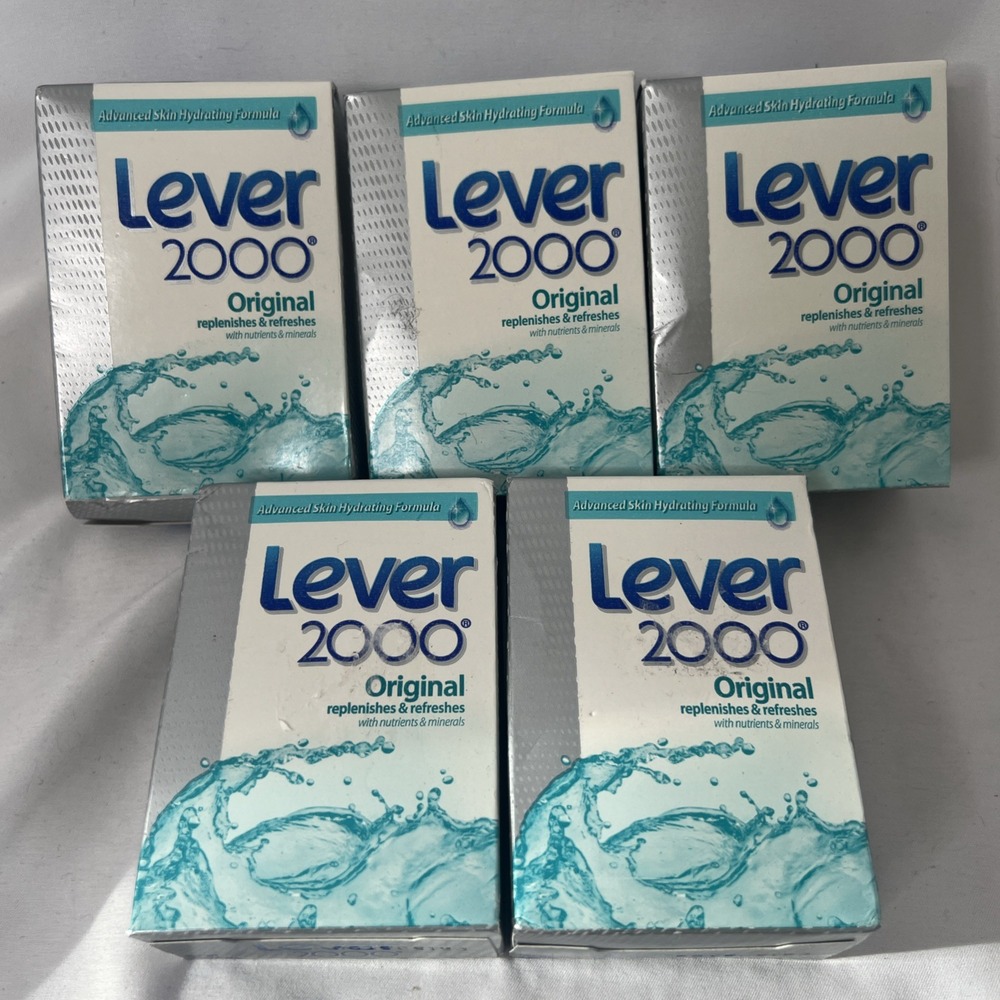 Advanced Skin Hydrating Formula
Lever
2000®
Original
replenishes & refreshes
with nutrients & minerals
Advanced Skin Hydrating Formula
Lever
2000®
Original
replenishes & refreshes
with nutrients & minerals
Advanced Skin Hydrating Formula
Lever
2000®
Original
replenishes & refreshes
with nutrients & minerals
Advanced Skin Hydrating Formula
Lever
2000®
Original
replenishes & refreshes
with nutrients & minerals
Advanced Skin Hydrating Formula
Lever
2000®
Original
replenishes & refreshes
with nutrients & minerals